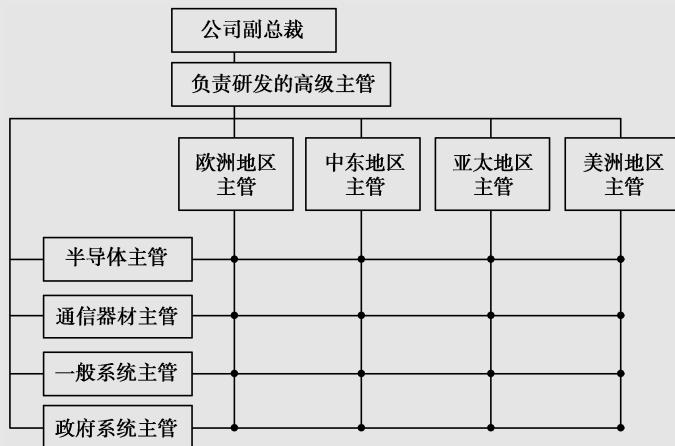 公司副总裁
负责研发的高级主管
欧洲地区
主管
中东地区
主管
亚太地区
主管
美洲地区
主管
半导体主管
通信器材主管
一般系统主管
政府系统主管